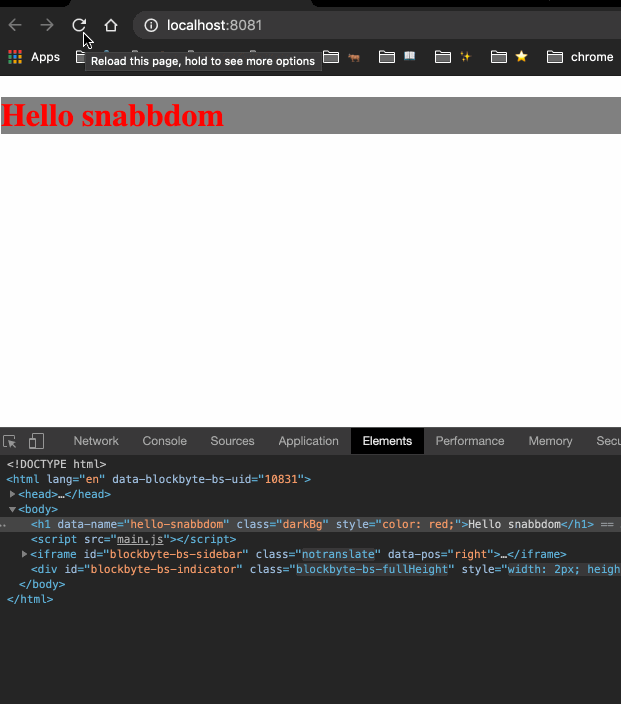 localhost:8081
Apps
chrome
Reload this page, hold to see more options
Hello snabbdom
Network Console Sources Application Elements Performance Memory Secu
<!DOCTYPE html>
<html lang="en" data-blockbyte-bs-uid="10831">
<head>…</head>
<body>
<h1 data-name="hello-snabbdom" class="darkBg" style="color: red;">Hello snabbdom</h1> ==
<script src="main.js"></script>
<iframe id="blockbyte-bs-sidebar" class="notranslate" data-pos="right">…</iframe>
<div id="blockbyte-bs-indicator" class="blockbyte-bs-fullHeight" style="width: 2px; heigh
</body>
</html>